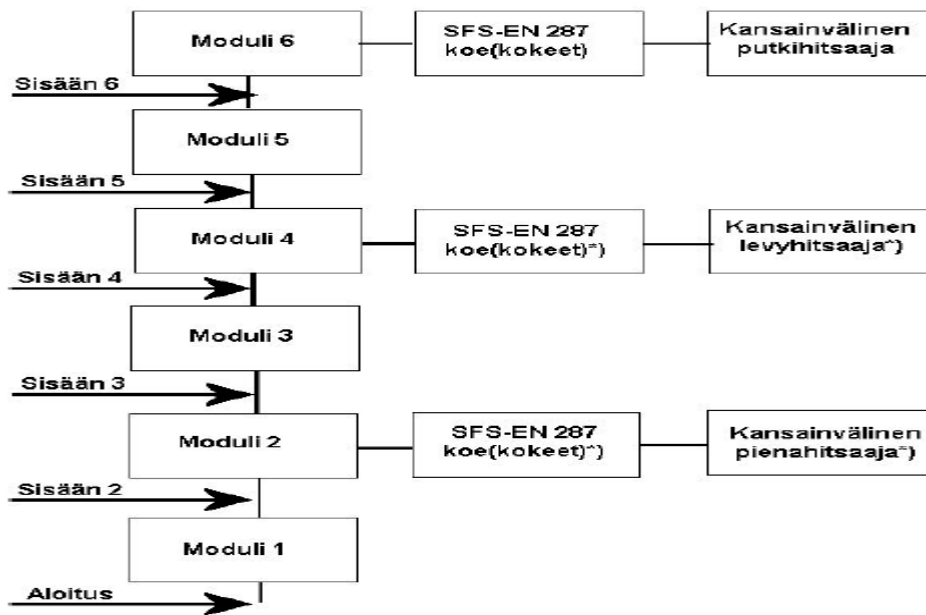 Moduli 6
SFS-EN 287
koe(kokeet)
Kansainvälinen
putkihitsaaja
Sisään 6
Moduli 5
Sisään 5
Moduli 4
SFS-EN 287
koe(kokeet)*)
Kansainvälinen
levyhitsaaja*)
Sisään 4
Moduli 3
Sisään 3
Moduli 2
SFS-EN 287
koe(kokeet)*)
Kansainvälinen
pienahitsaaja*)
Sisään 2
Moduli 1
Aloitus